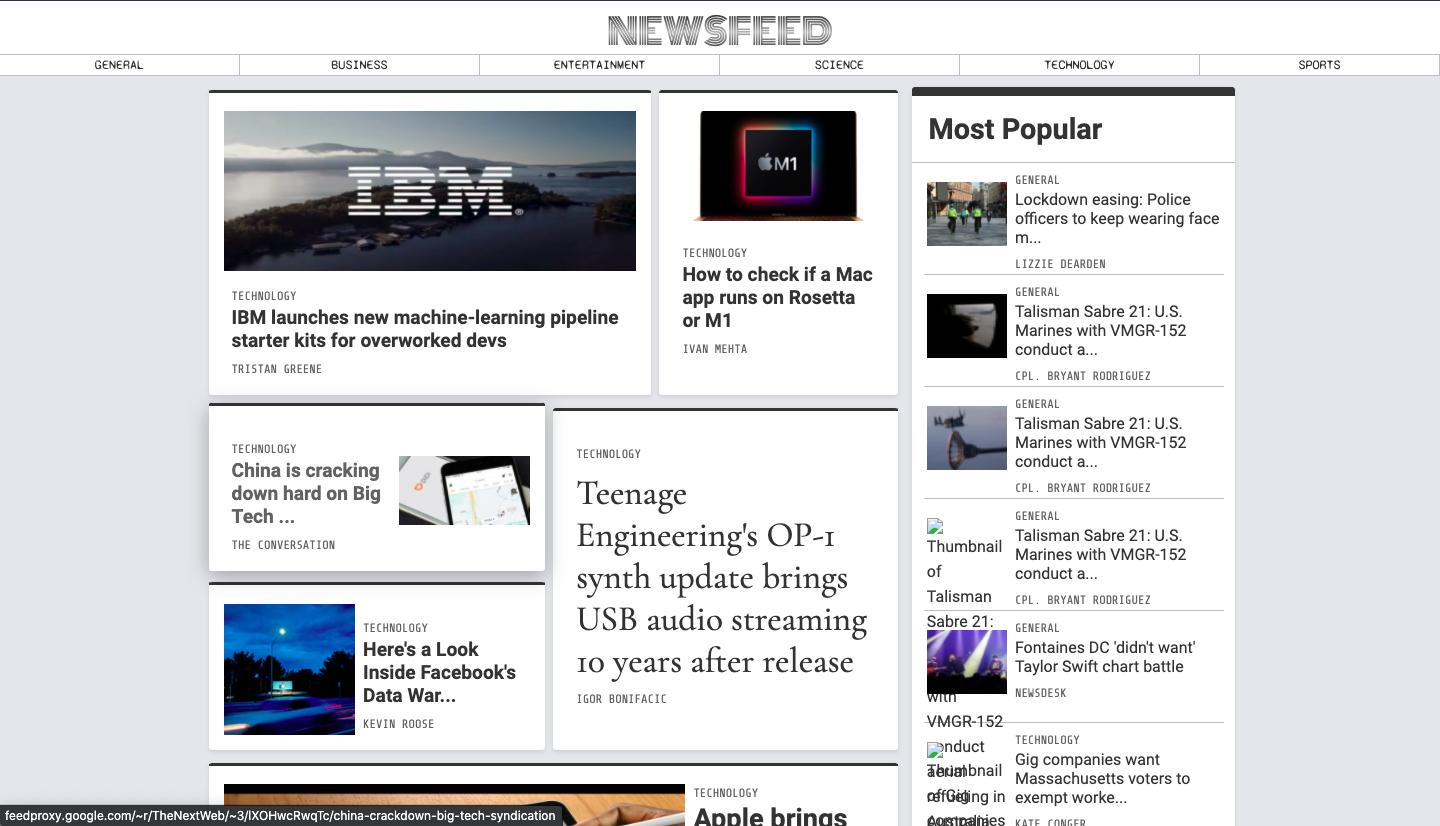 NEWSFEED
GENERAL
BUSINESS
ENTERTAINMENT
SCIENCE
TECHNOLOGY
SPORTS
IBM®
TECHNOLOGY
IBM launches new machine-learning pipeline
starter kits for overworked devs
TRISTAN GREENE
M1
TECHNOLOGY
How to check if a Mac
app runs on Rosetta
or M1
IVAN MEHTA
TECHNOLOGY
China is cracking
down hard on Big
Tech ...
THE CONVERSATION
TECHNOLOGY
Teenage
Engineering's OP-1
synth update brings
USB audio streaming
10 years after release
IGOR BONIFACIC
TECHNOLOGY
Here's a Look
Inside Facebook's
Data War...
KEVIN ROOSE
TECHNOLOGY
Apple brings
Most Popular
GENERAL
Lockdown easing: Police
officers to keep wearing face
m...
LIZZIE DEARDEN
GENERAL
Talisman Sabre 21: U.S.
Marines with VMGR-152
conduct a...
CPL. BRYANT RODRIGUEZ
GENERAL
Talisman Sabre 21: U.S.
Marines with VMGR-152
conduct a...
CPL. BRYANT RODRIGUEZ
Thumbnail
of
Talisman
Sabre 21:
with
VMGR-152
conduct
aerial
refueling in
Australia
GENERAL
Talisman Sabre 21: U.S.
Marines with VMGR-152
conduct a...
CPL. BRYANT RODRIGUEZ
GENERAL
Fontaines DC 'didn't want'
Taylor Swift chart battle
NEWSDESK
Thumbnail
of Gig
companies
TECHNOLOGY
Gig companies want
Massachusetts voters to
exempt worke...
KATE CONGER
feedproxy.google.com/~r/TheNextWeb/~3/lXOHwcRwqTc/china-crackdown-big-tech-syndication